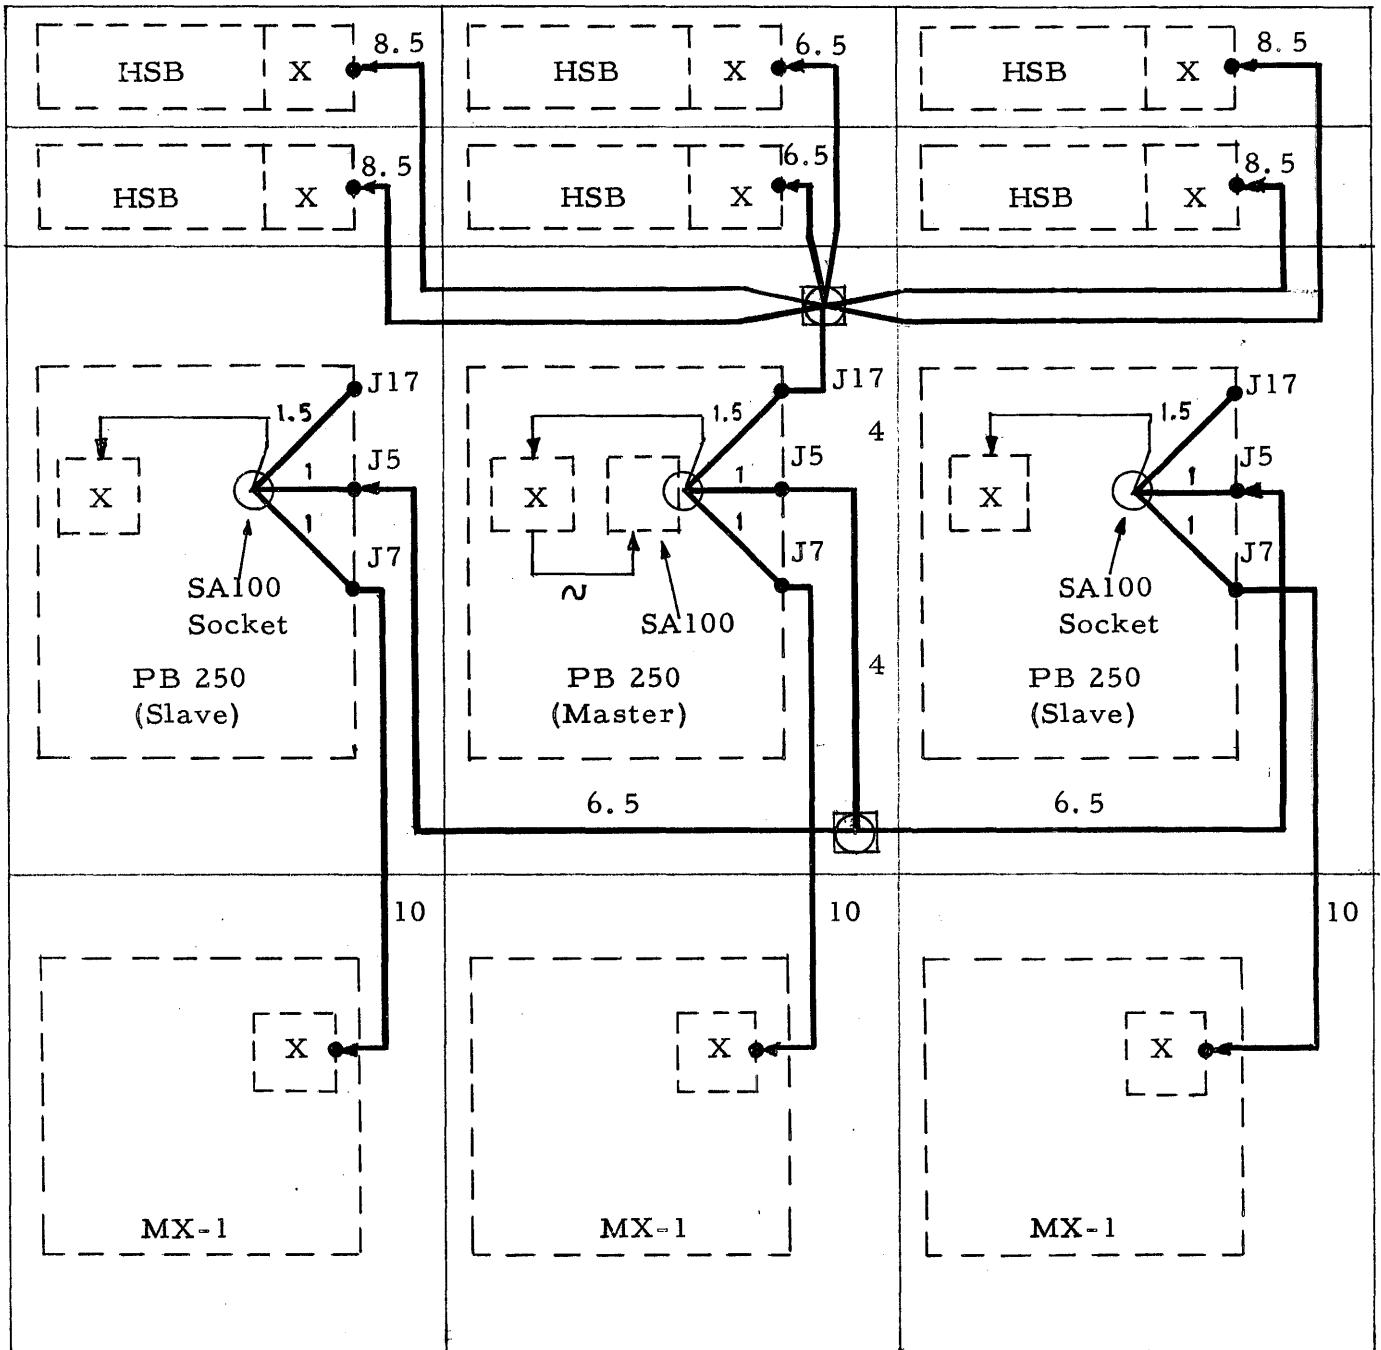 8.5 6.5 8.5
HSB X HSB X HSB X
8.5 6.5 8.5
HSB X HSB X HSB X
J17 J17 J17
1.5 1.5 4 1.5
J5 J5 J5
X 1 X 1 X 1
1 1 1
J7 J7 J7
SA100 ~ SA100
Socket SA100 Socket
4
PB 250 PB 250 PB 250
(Slave) (Master) (Slave)
6.5 6.5
10 10 10
X X X
MX-1 MX-1 MX-1